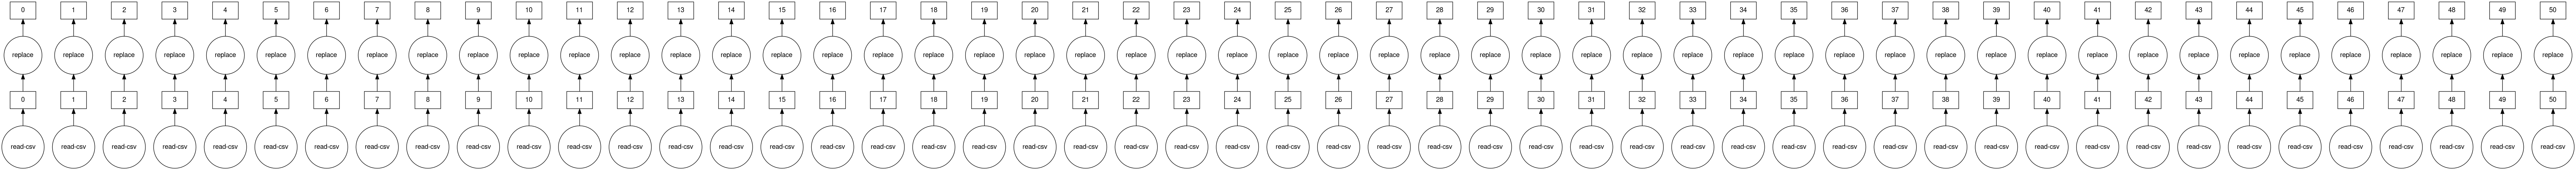 0 1 2 3 4 5 6 7 8 9 10 11 12 13 14 15 16 17 18 19 20 21 22 23 24 25 26 27 28 29 30 31 32 33 34 35 36 37 38 39 40 41 42 43 44 45 46 47 48 49 50
replace replace replace replace replace replace replace replace replace replace replace replace replace replace replace replace replace replace replace replace replace replace replace replace replace replace replace replace replace replace replace replace replace replace replace replace replace replace replace replace replace replace replace replace replace replace replace replace replace replace replace
0 1 2 3 4 5 6 7 8 9 10 11 12 13 14 15 16 17 18 19 20 21 22 23 24 25 26 27 28 29 30 31 32 33 34 35 36 37 38 39 40 41 42 43 44 45 46 47 48 49 50
read-csv read-csv read-csv read-csv read-csv read-csv read-csv read-csv read-csv read-csv read-csv read-csv read-csv read-csv read-csv read-csv read-csv read-csv read-csv read-csv read-csv read-csv read-csv read-csv read-csv read-csv read-csv read-csv read-csv read-csv read-csv read-csv read-csv read-csv read-csv read-csv read-csv read-csv read-csv read-csv read-csv read-csv read-csv read-csv read-csv read-csv read-csv read-csv read-csv read-csv read-csv